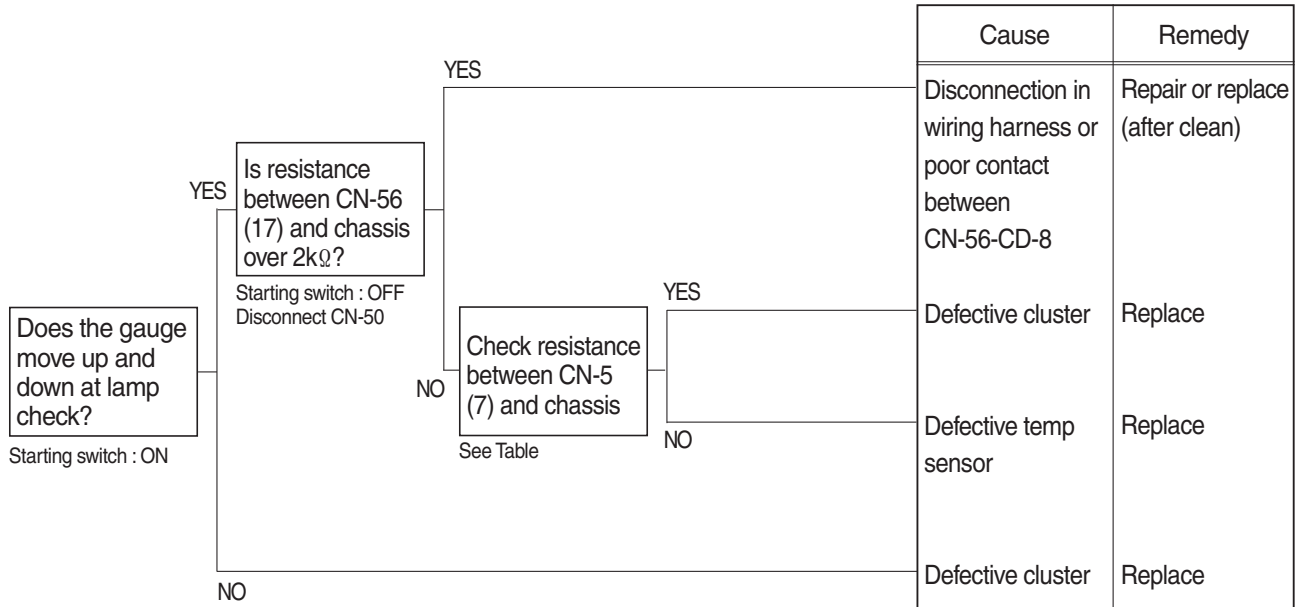 Cause
Remedy
YES
Disconnection in
wiring harness or
poor contact
between
CN-56-CD-8
Repair or replace
(after clean)
YES
Is resistance
between CN-56
(17) and chassis
over 2kΩ?
Starting switch : OFF
Disconnect CN-50
YES
Defective cluster
Replace
Does the gauge
move up and
down at lamp
check?
Starting switch : ON
NO
Check resistance
between CN-5
(7) and chassis
See Table
NO
Defective temp
sensor
Replace
NO
Defective cluster
Replace